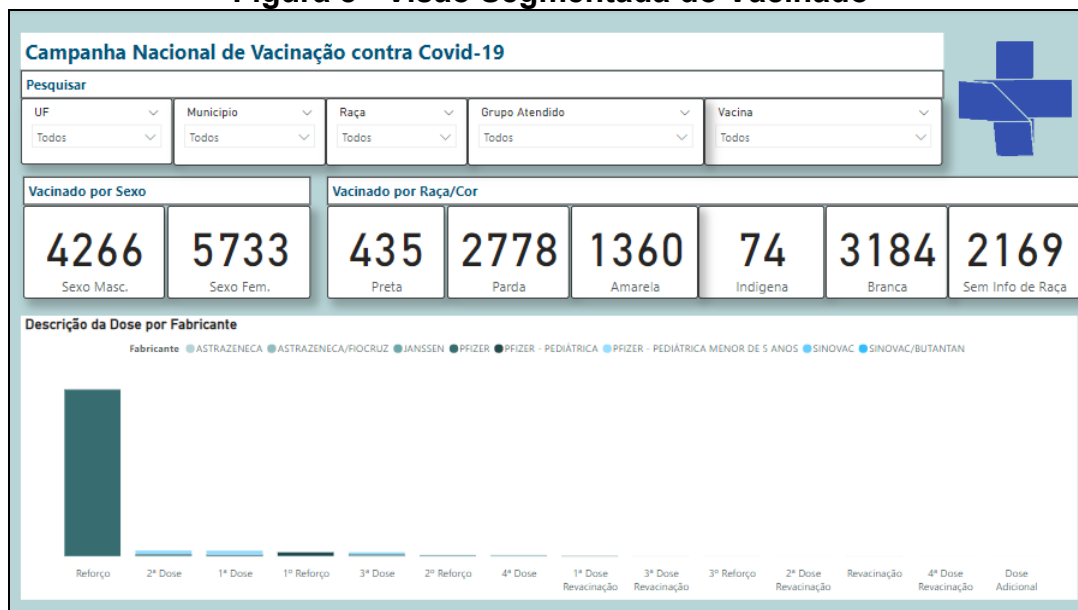 Figura 3 - Visão Segmentada do Vacinado
Campanha Nacional de Vacinação contra Covid-19
Pesquisar
UF Municipio Raça Grupo Atendido Vacina
Todos Todos Todos Todos Todos
Vacinado por Sexo Vacinado por Raça/Cor
4266 5733 435 2778 1360 74 3184 2169
Sexo Masc. Sexo Fem. Preta Parda Amarela Indígena Branca Sem Info de Raça
Descrição da Dose por Fabricante
Fabricante ASTRAZENECA ASTRAZENECA/FIOCRUZ JANSSEN PFIZER PFIZER - PEDIÁTRICA PFIZER - PEDIÁTRICA MENOR DE 5 ANOS SINOVAC SINOVAC/BUTANTAN
Reforço 2ª Dose 1ª Dose 1º Reforço 3ª Dose 2º Reforço 4ª Dose 1ª Dose 3ª Dose 3º Reforço 2ª Dose Revacinação 4ª Dose Dose
Revacinação Revacinação Revacinação Revacinação Adicional